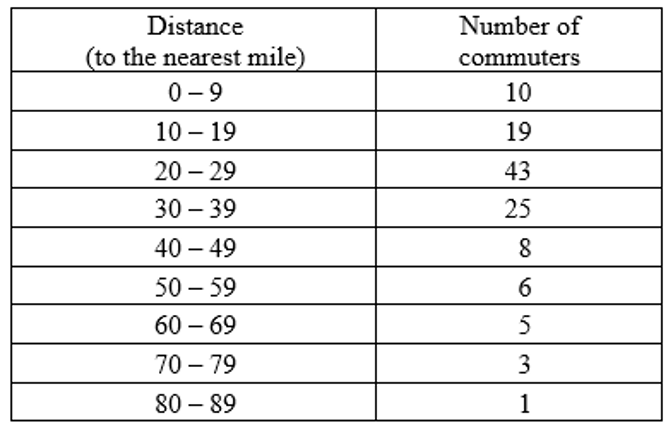 Distance Number of
(to the nearest mile) commuters
0 – 9 10
10 – 19 19
20 – 29 43
30 – 39 25
40 – 49 8
50 – 59 6
60 – 69 5
70 – 79 3
80 – 89 1